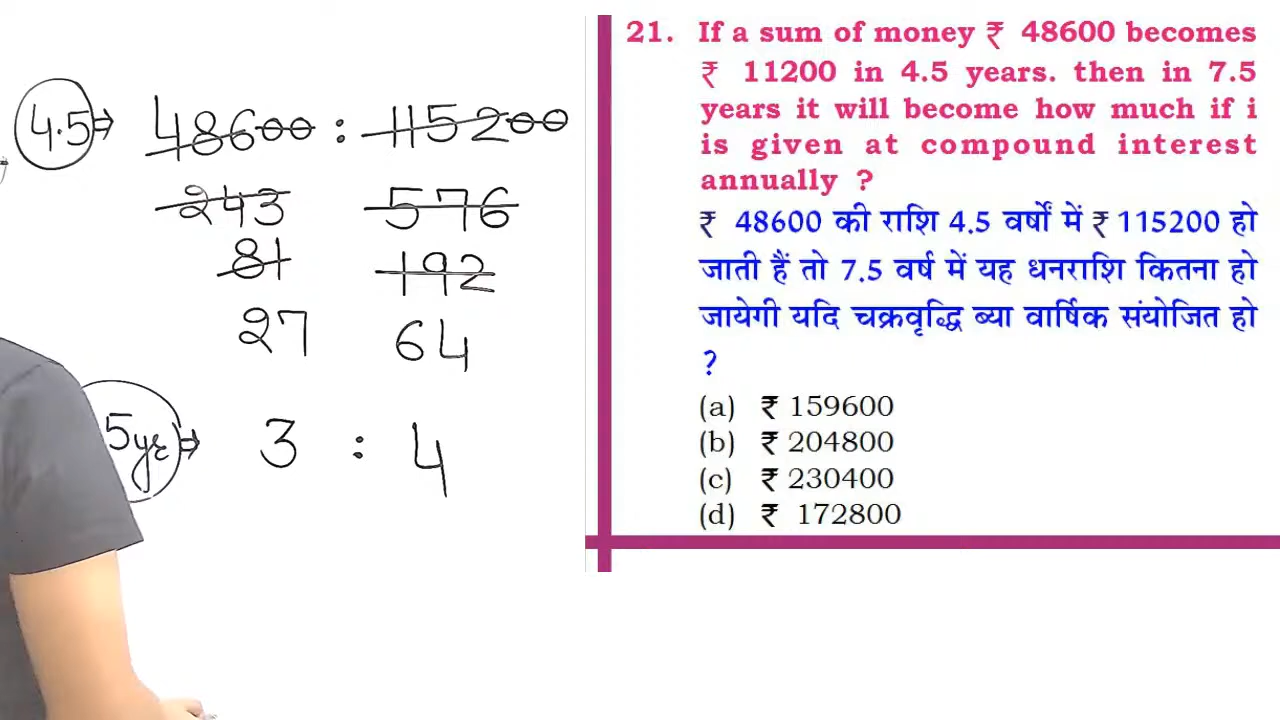 4.5⇒ 48600 : 115200
243 576
81 192
27 64
5yr⇒ 3 : 4
21. If a sum of money ₹ 48600 becomes
₹ 11200 in 4.5 years. then in 7.5
years it will become how much if i
is given at compound interest
annually ?
₹ 48600 की राशि 4.5 वर्षों में ₹ 115200 हो
जाती हैं तो 7.5 वर्ष में यह धनराशि कितना हो
जायेगी यदि चक्रवृद्धि ब्या वार्षिक संयोजित हो
?
(a) ₹ 159600
(b) ₹ 204800
(c) ₹ 230400
(d) ₹ 172800